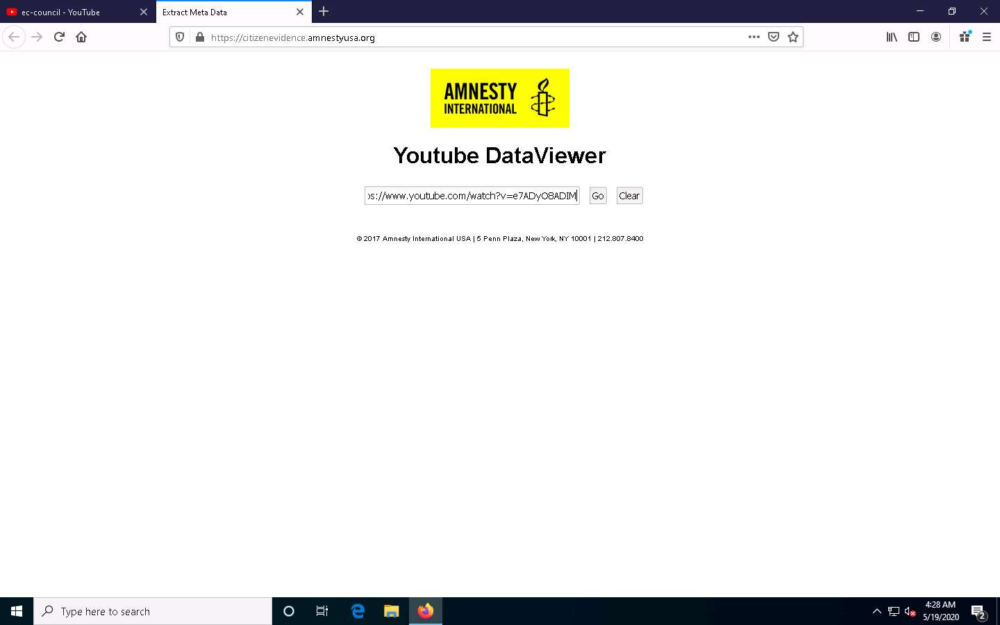 ec-council - YouTube
Extract Meta Data
https://citizenevidence.amnestyusa.org
AMNESTY
INTERNATIONAL
Youtube DataViewer
os://www.youtube.com/watch?v=e7ADyO8ADIM
Go
Clear
© 2017 Amnesty International USA | 5 Penn Plaza, New York, NY 10001 | 212.807.8400
Type here to search
4:28 AM
5/19/2020
2